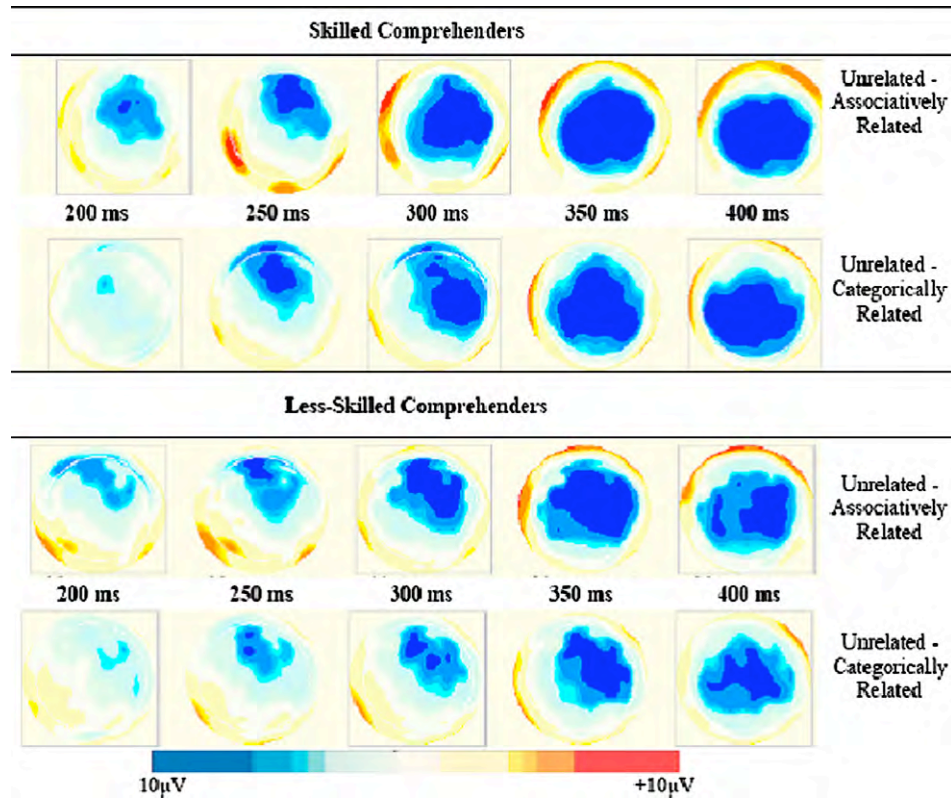 Skilled Comprehenders
Unrelated -
Associatively
Related
200 ms
250 ms
300 ms
350 ms
400 ms
Unrelated -
Categorically
Related
Less-Skilled Comprehenders
Unrelated -
Associatively
Related
200 ms
250 ms
300 ms
350 ms
400 ms
Unrelated -
Categorically
Related
10μV
+10μV